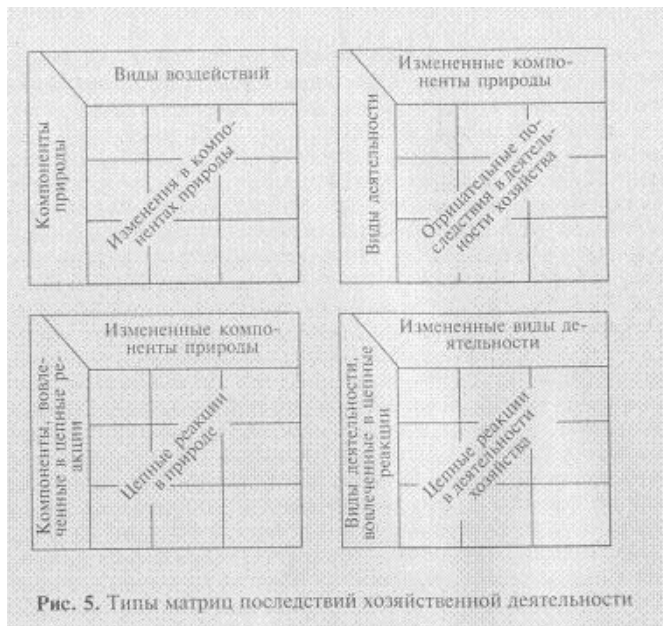 Виды воздействий
Компоненты
природы
Изменения в компо-
нентах природы
Измененные компо-
ненты природы
Виды деятельности
Отрицательные по-
следствия в деятель-
ности хозяйства
Измененные компо-
ненты природы
Компоненты, вовле-
ченные в цепные ре-
акции
Цепные реакции
в природе
Измененные виды де-
ятельности
Виды деятельности,
вовлеченные в цепные
реакции
Цепные реакции
в деятельности
хозяйства
Рис. 5. Типы матриц последствий хозяйственной деятельности